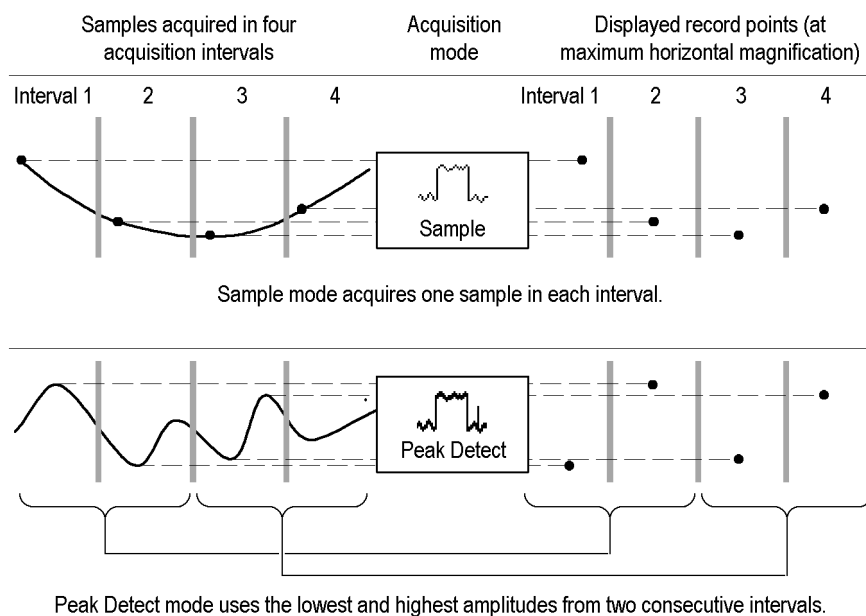 Samples acquired in four
acquisition intervals
Acquisition
mode
Displayed record points (at
maximum horizontal magnification)
Interval 1 2 3 4
Interval 1 2 3 4
Sample
Sample mode acquires one sample in each interval.
Peak Detect
Peak Detect mode uses the lowest and highest amplitudes from two consecutive intervals.